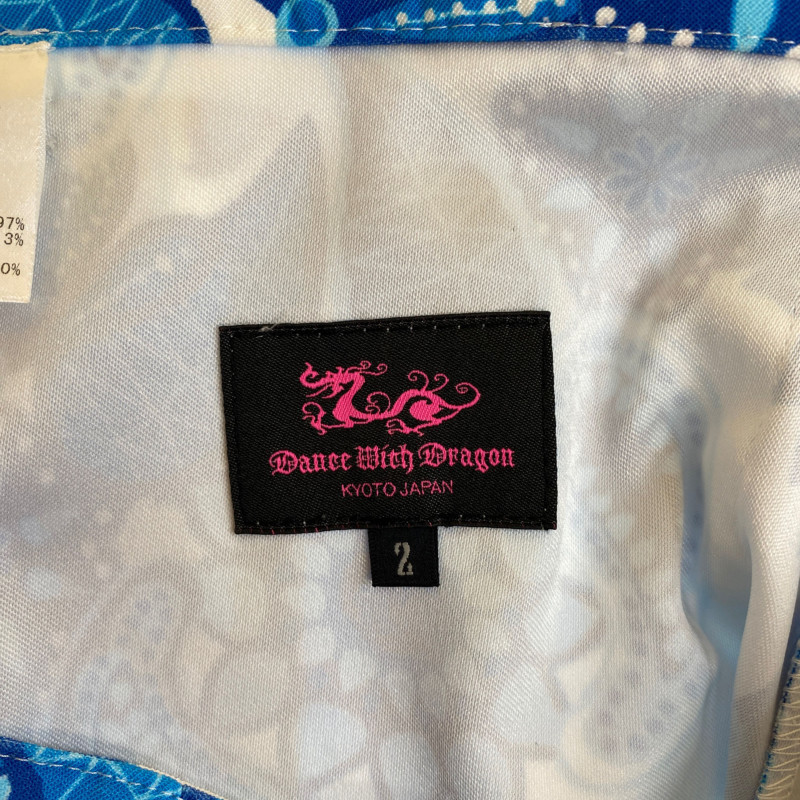 97%
3%
0%
Dance With Dragon
KYOTO JAPAN
2